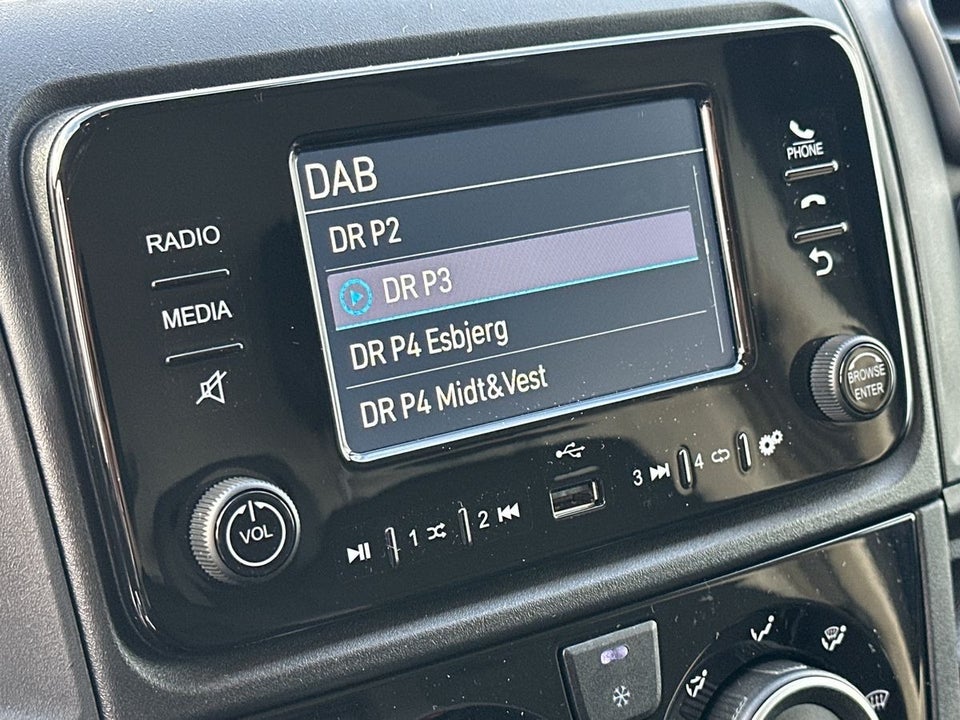 DAB
DR P2
DR P3
DR P4 Esbjerg
DR P4 Midt&Vest
RADIO
MEDIA
VOL
1
2
3
4
PHONE
BROWSE
ENTER